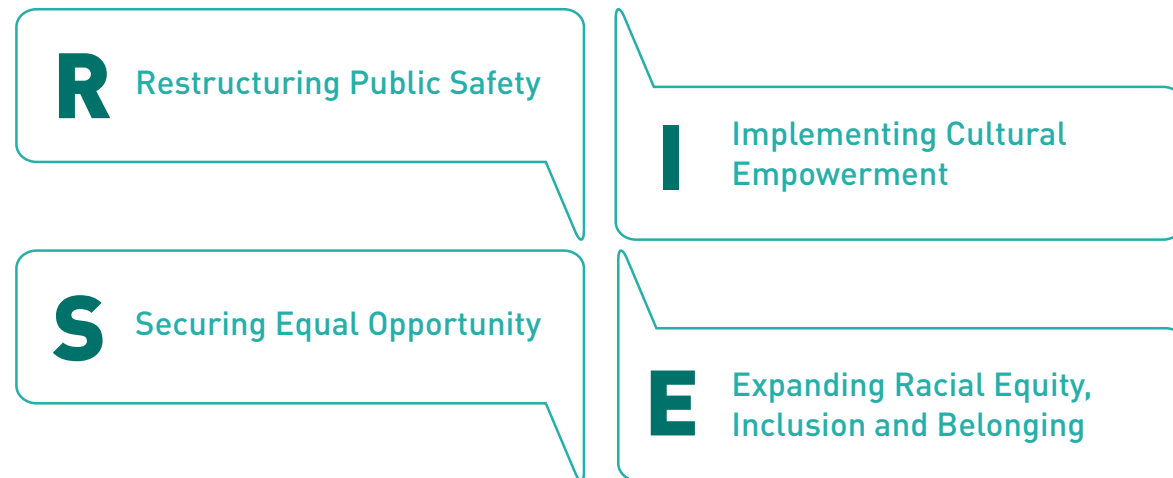 R Restructuring Public Safety
I Implementing Cultural
Empowerment
S Securing Equal Opportunity
E Expanding Racial Equity,
Inclusion and Belonging